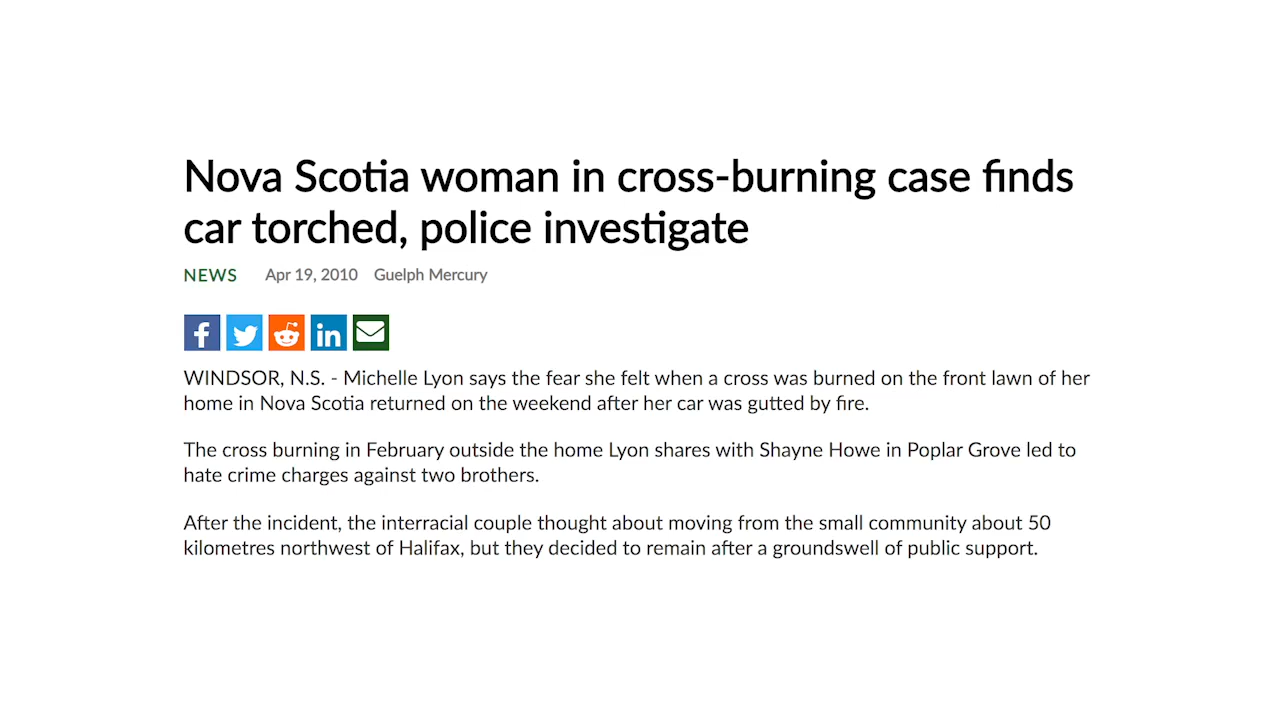 Nova Scotia woman in cross-burning case finds
car torched, police investigate
NEWS Apr 19, 2010 Guelph Mercury
WINDSOR, N.S. - Michelle Lyon says the fear she felt when a cross was burned on the front lawn of her
home in Nova Scotia returned on the weekend after her car was gutted by fire.
The cross burning in February outside the home Lyon shares with Shayne Howe in Poplar Grove led to
hate crime charges against two brothers.
After the incident, the interracial couple thought about moving from the small community about 50
kilometres northwest of Halifax, but they decided to remain after a groundswell of public support.